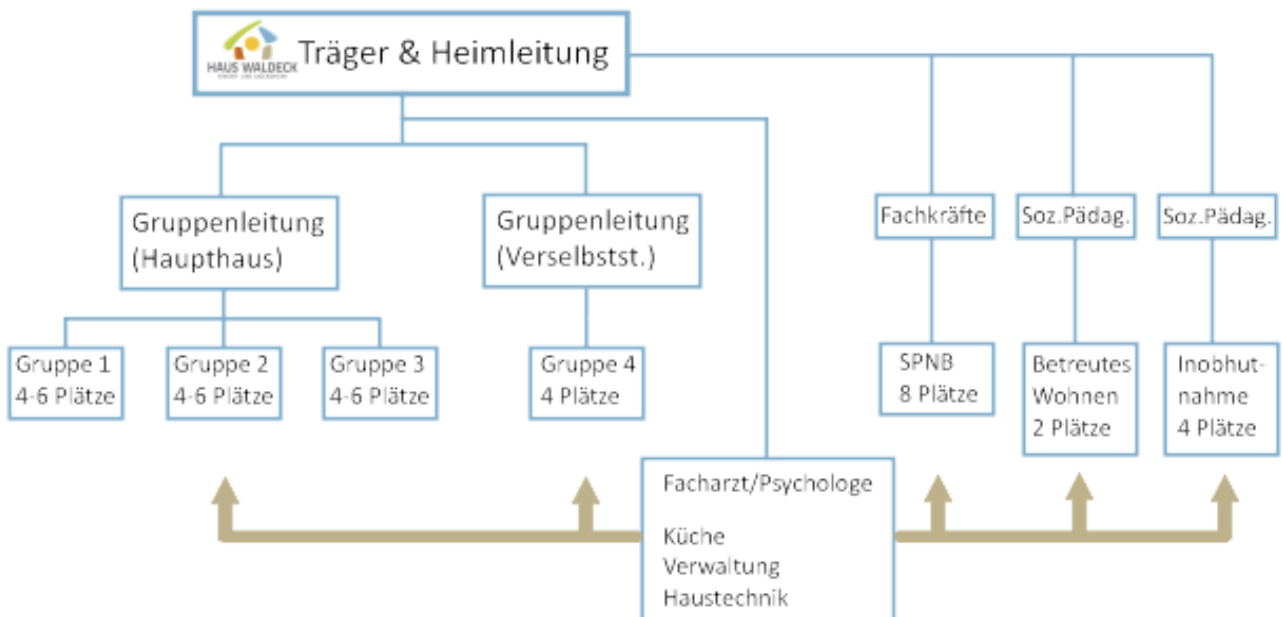 HAUS WALDECK
Träger & Heimleitung
Gruppenleitung
(Haupthaus)
Gruppenleitung
(Verselbstst.)
Fachkräfte
Soz.Pädag.
Soz.Pädag.
Gruppe 1
4-6 Plätze
Gruppe 2
4-6 Plätze
Gruppe 3
4-6 Plätze
Gruppe 4
4 Plätze
SPNB
8 Plätze
Betreutes
Wohnen
2 Plätze
Inobhut-
nahme
4 Plätze
Facharzt/Psychologe
Küche
Verwaltung
Haustechnik